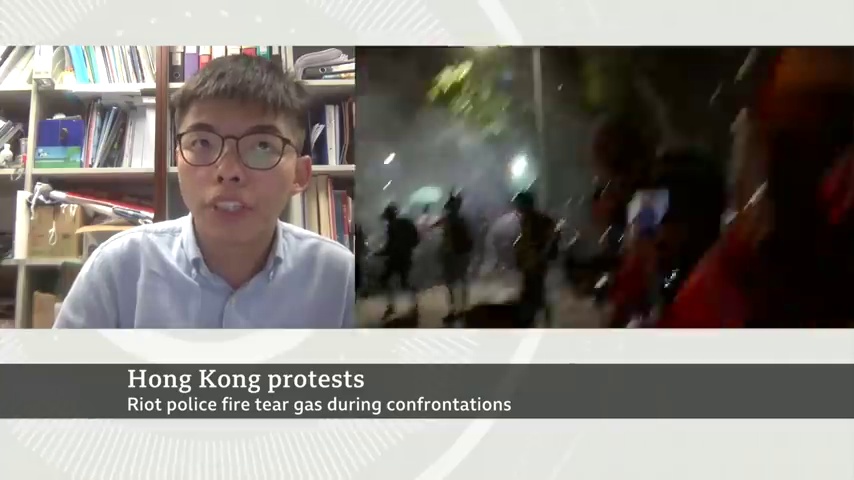 Hong Kong protests
Riot police fire tear gas during confrontations